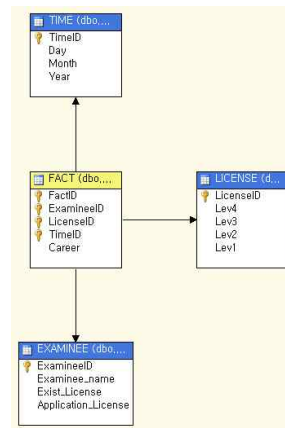 TIME (dbo,...
TimeID
Day
Month
Year
FACT (dbo,...
FactID
ExamineeID
LicenseID
TimeID
Career
LICENSE (d...
LicenseID
Lev4
Lev3
Lev2
Lev1
EXAMINEE (dbo,...
ExamineeID
Examinee_name
Exist_License
Application_License